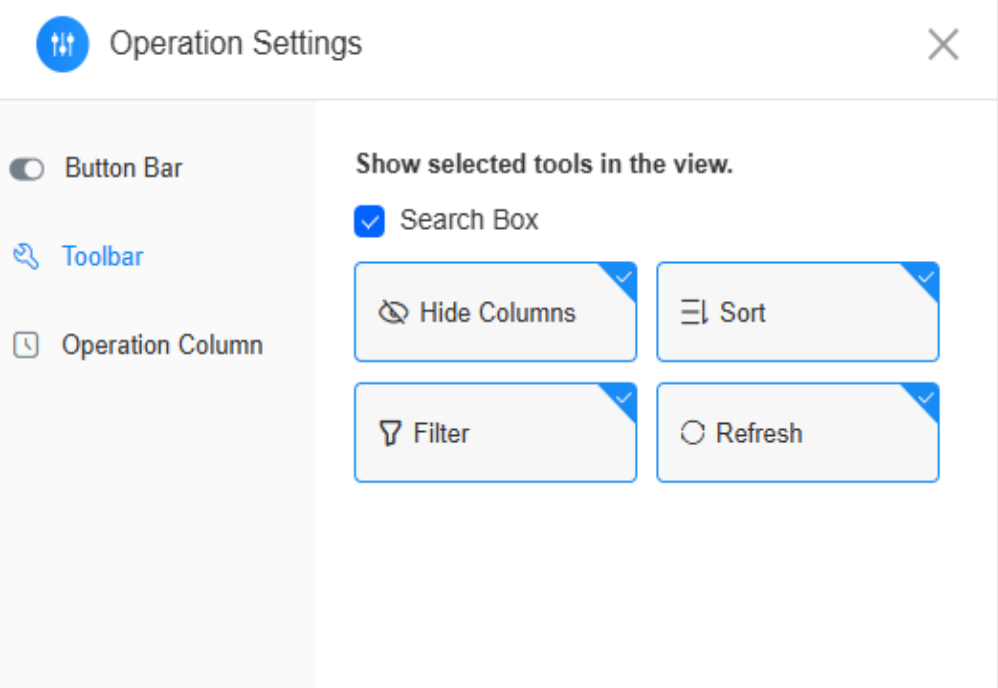 Operation Settings
Button Bar
Toolbar
Operation Column
Show selected tools in the view.
Search Box
Hide Columns
Sort
Filter
Refresh